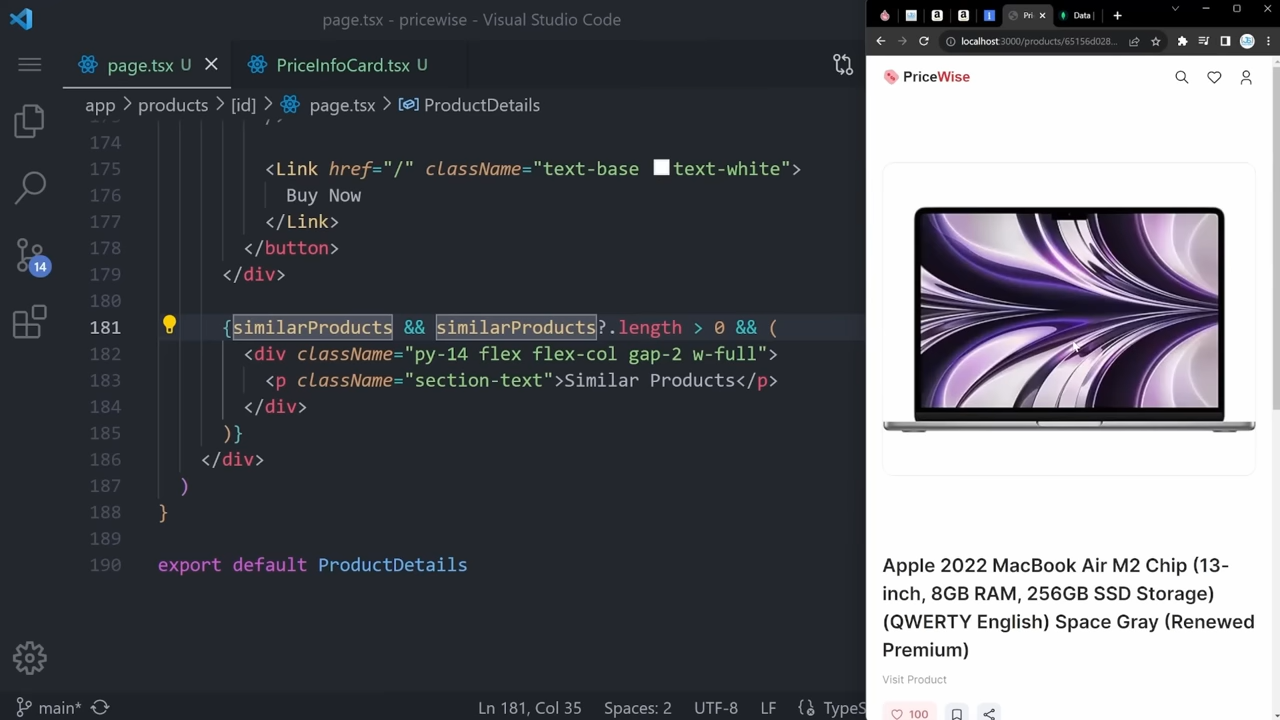 page.tsx - pricewise - Visual Studio Code
page.tsx U
PriceInfoCard.tsx U
app > products > [id] > page.tsx > ProductDetails
174
175 <Link href="/" className="text-base text-white">
176 Buy Now
177 </Link>
178 </button>
179 </div>
180
181 {similarProducts && similarProducts?.length > 0 && (
182 <div className="py-14 flex flex-col gap-2 w-full">
183 <p className="section-text">Similar Products</p>
184 </div>
185 )}
186 </div>
187 )
188 }
189
190 export default ProductDetails
14
main*
Ln 181, Col 35
Spaces: 2
UTF-8
LF
{} TypeS
Pri
Data
localhost:3000/products/65156d028...
PriceWise
Apple 2022 MacBook Air M2 Chip (13-
inch, 8GB RAM, 256GB SSD Storage)
(QWERTY English) Space Gray (Renewed
Premium)
Visit Product
100